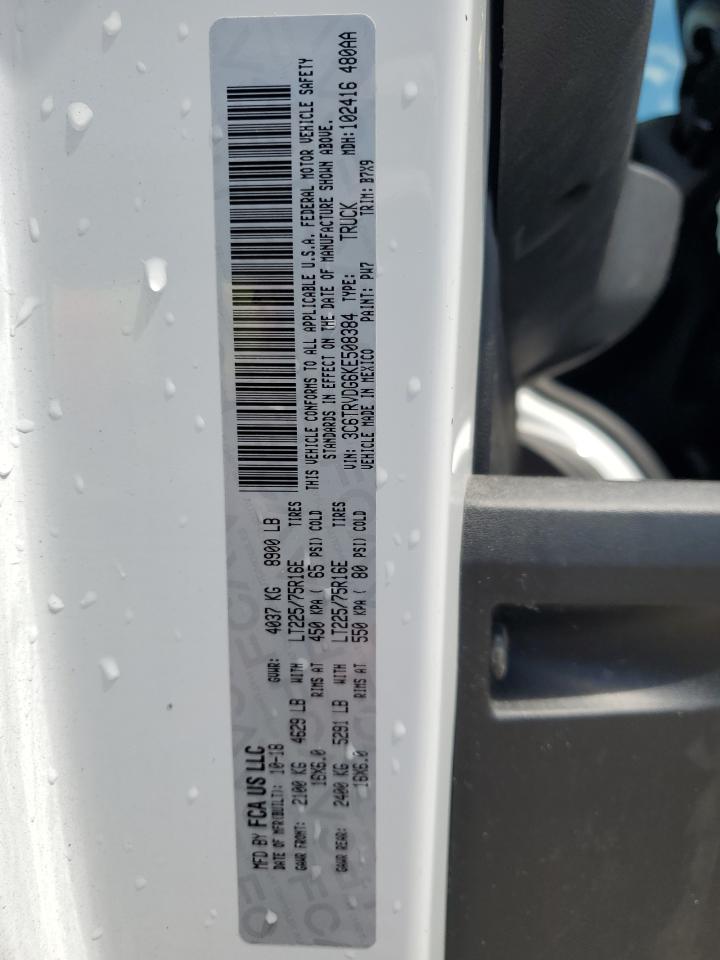 MFD BY FCA US LLC
DATE OF MFR(BUILT): 10-18 GVWR: 4037 KG 8900 LB
GAWR FRONT: 2100 KG 4629 LB WITH LT225/75R16E TIRES
16X6.0 RIMS AT 450 KPA ( 65 PSI) COLD
GAWR REAR: 2400 KG 5291 LB WITH LT225/75R16E TIRES
16X6.0 RIMS AT 550 KPA ( 80 PSI) COLD
THIS VEHICLE CONFORMS TO ALL APPLICABLE U.S.A. FEDERAL MOTOR VEHICLE SAFETY
STANDARDS IN EFFECT ON THE DATE OF MANUFACTURE SHOWN ABOVE.
VIN: 3C6TRVDG6KE508384 TYPE: TRUCK MDH:102416 480AA
VEHICLE MADE IN MEXICO PAINT: PW7 TRIM: B7X9